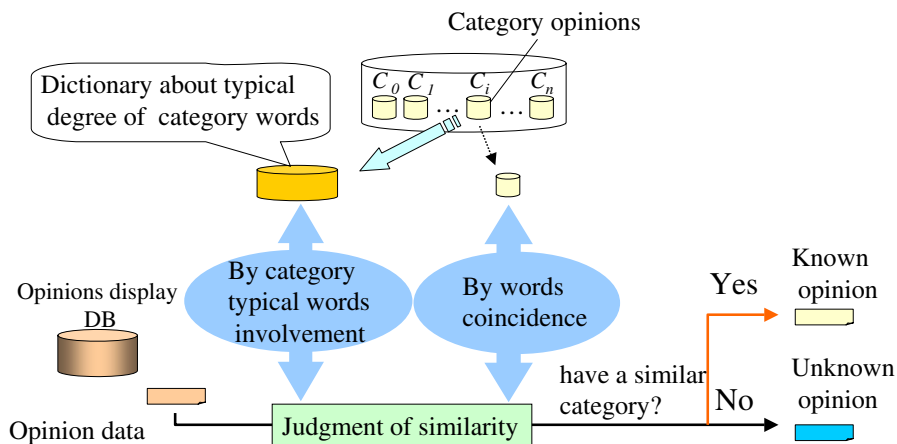 Category opinions
Dictionary about typical
degree of category words
C0 C1 ... Ci ... Cn
By category
typical words
involvement
By words
coincidence
Opinions display
DB
Opinion data
Judgment of similarity
have a similar
category?
Yes
No
Known
opinion
Unknown
opinion